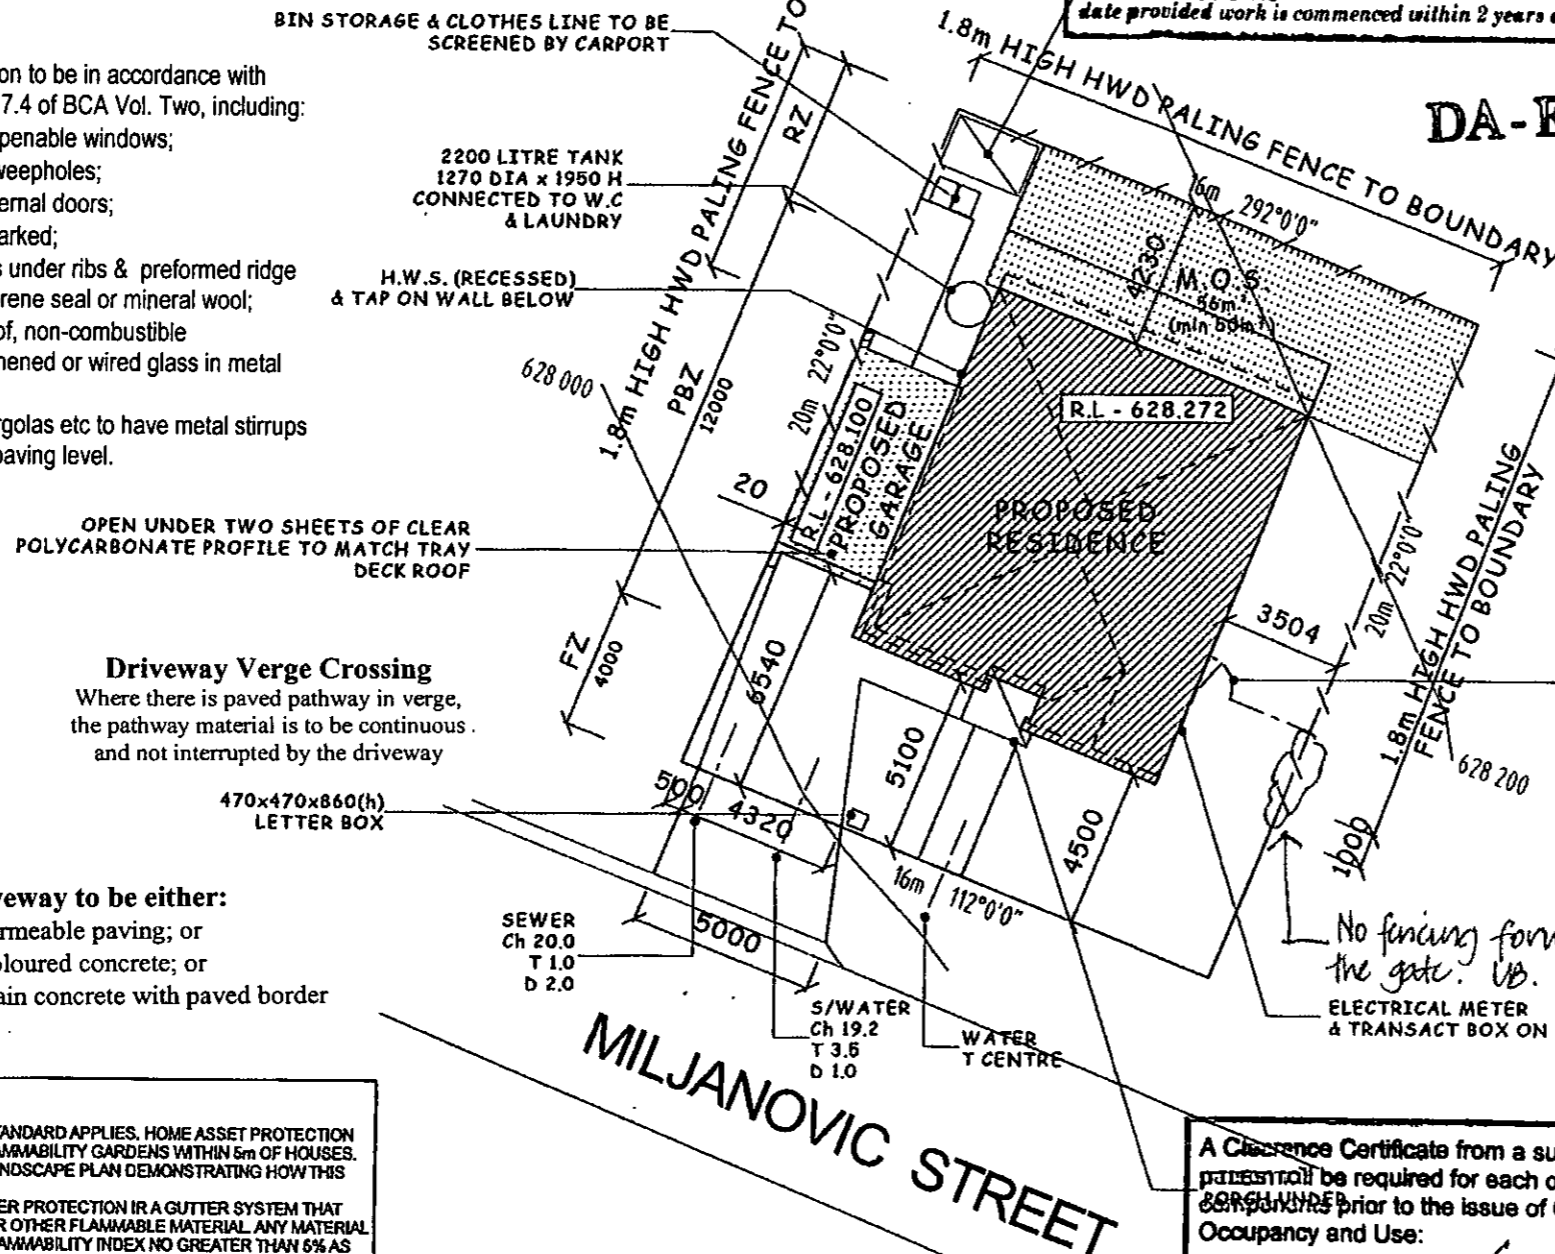 BIN STORAGE & CLOTHES LINE TO BE
SCREENED BY CARPORT
date provided work is commenced within 2 years
DA-
on to be in accordance with
7.4 of BCA Vol. Two, including:
penable windows;
weepholes;
ernal doors;
arked;
s under ribs & preformed ridge
rene seal or mineral wool;
of, non-combustible
hened or wired glass in metal
rgolas etc to have metal stirrups
paving level.
2200 LITRE TANK
1270 DIA x 1950 H
CONNECTED TO W.C
& LAUNDRY
H.W.S. (RECESSED)
& TAP ON WALL BELOW
OPEN UNDER TWO SHEETS OF CLEAR
POLYCARBONATE PROFILE TO MATCH TRAY
DECK ROOF
1.8m HIGH HWD PALING FENCE TO
RZ
PBZ
12000
FZ
4000
628 000
20
20m 22°0'0"
1.8m HIGH HWD PALING FENCE TO BOUNDARY
16m 292°0'0"
4230
M.O.S.
56m²
(min 50m²)
R.L - 628.272
R.L - 628.100
PROPOSED
GARAGE
PROPOSED
RESIDENCE
3504
20m 22°0'0"
1.8m HIGH HWD PALING
FENCE TO BOUNDARY
628 200
1000
6540
5100
4500
500
4320
16m 112°0'0"
5000
Driveway Verge Crossing
Where there is paved pathway in verge,
the pathway material is to be continuous .
and not interrupted by the driveway
470x470x860(h)
LETTER BOX
veway to be either:
rmeable paving; or
oloured concrete; or
ain concrete with paved border
SEWER
Ch 20.0
T 1.0
D 2.0
S/WATER
Ch 19.2
T 3.5
D 1.0
WATER
T CENTRE
No fencing forw
the gate. UB.
ELECTRICAL METER
& TRANSACT BOX ON
MILJANOVIC STREET
TANDARD APPLIES. HOME ASSET PROTECTION
AMMABILITY GARDENS WITHIN 5m OF HOUSES.
NDSCAPE PLAN DEMONSTRATING HOW THIS
ER PROTECTION IR A GUTTER SYSTEM THAT
R OTHER FLAMMABLE MATERIAL ANY MATERIAL
AMMABILITY INDEX NO GREATER THAN 5% AS
A Clearence Certificate from a su
will be required for each o
PORCH UNDER
components prior to the issue of
Occupancy and Use: